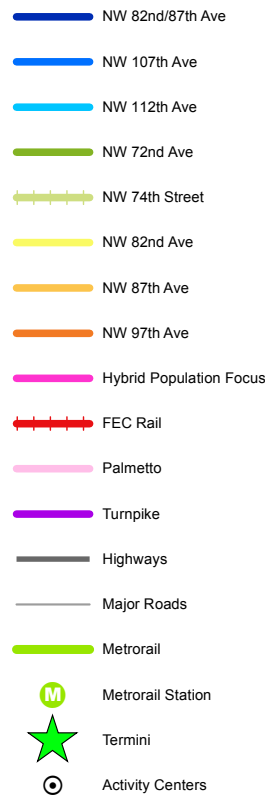 NW 82nd/87th Ave
NW 107th Ave
NW 112th Ave
NW 72nd Ave
NW 74th Street
NW 82nd Ave
NW 87th Ave
NW 97th Ave
Hybrid Population Focus
FEC Rail
Palmetto
Turnpike
Highways
Major Roads
Metrorail
M Metrorail Station
Termini
Activity Centers